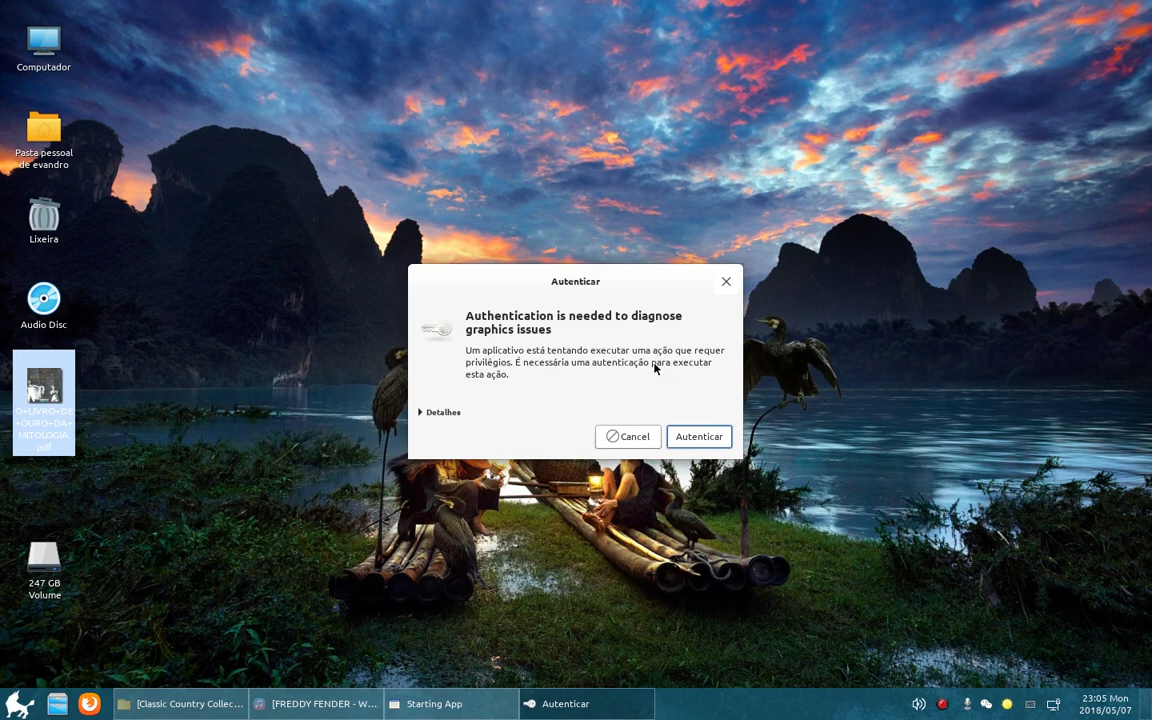 Computador
Pasta pessoal
de evandro
Lixeira
Audio Disc
O+LIVRO+DE
+OURO+DA+
MITOLOGIA.
pdf
247 GB
Volume
Autenticar
Authentication is needed to diagnose
graphics issues
Um aplicativo está tentando executar uma ação que requer
privilégios. É necessária uma autenticação para executar
esta ação.
Detalhes
Cancel
Autenticar
[Classic Country Collec...
[FREDDY FENDER - W...
Starting App
Autenticar
23:05 Mon
2018/05/07